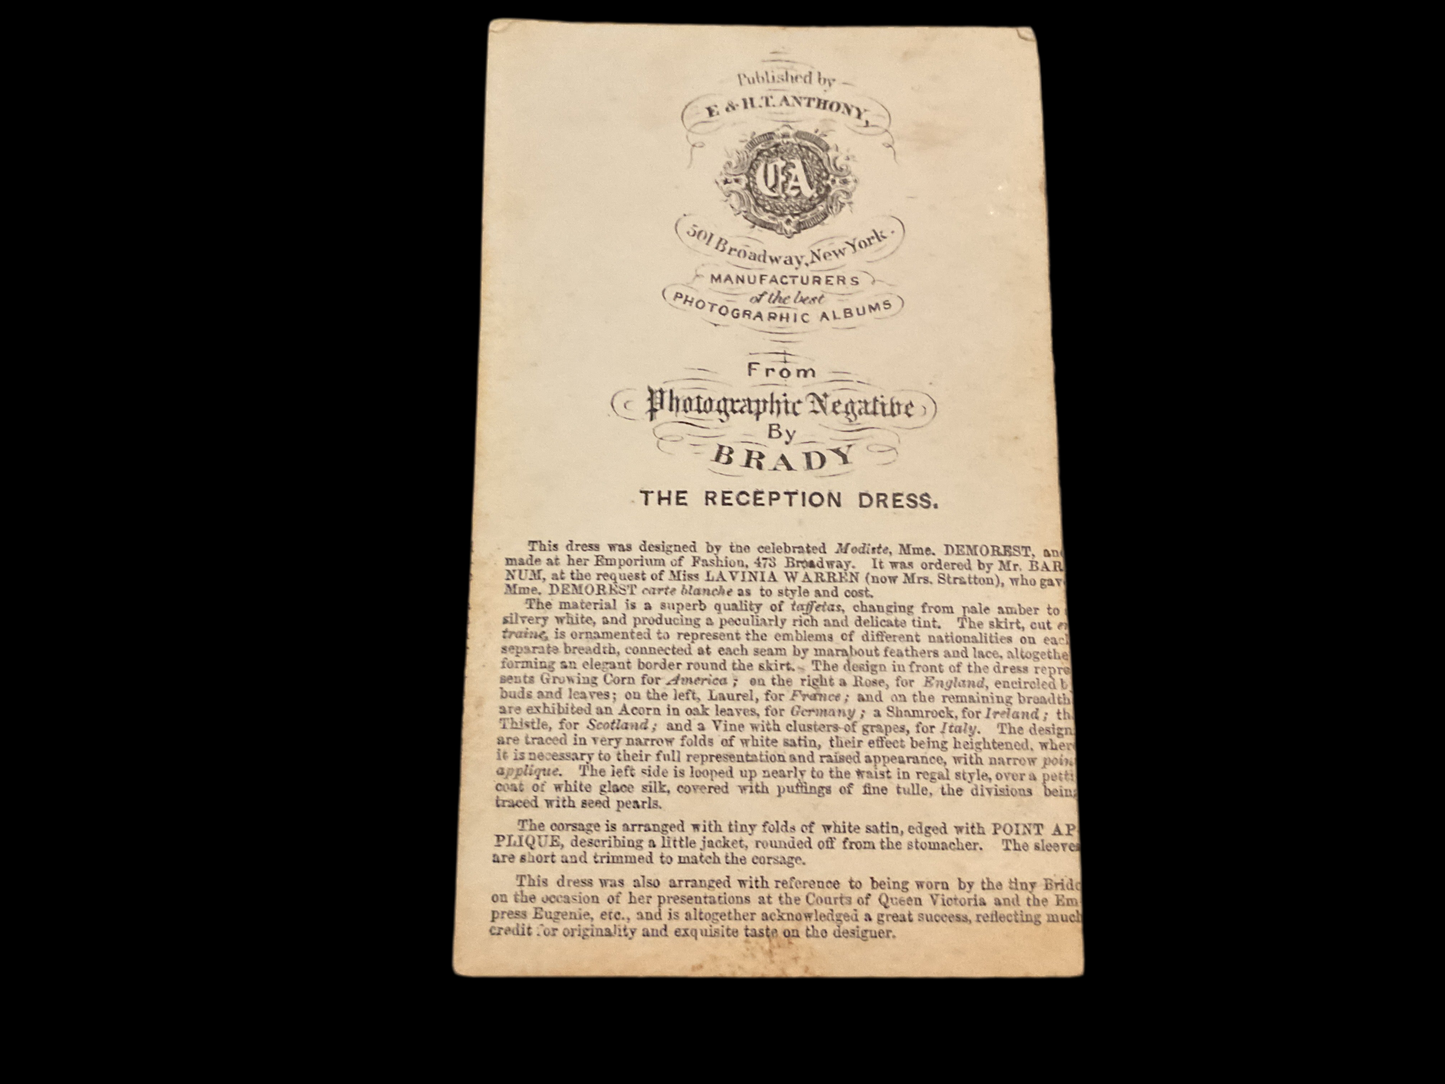 Published by
E & H.T. ANTHONY,
CA
501 Broadway, New York.
MANUFACTURERS
of the best
PHOTOGRAPHIC ALBUMS
From
Photographic Negative
By
BRADY
THE RECEPTION DRESS.
This dress was designed by the celebrated Modiste, Mme. DEMOREST, and
made at her Emporium of Fashion, 473 Broadway. It was ordered by Mr. BAR
NUM, at the request of Miss LAVINIA WARREN (now Mrs. Stratton), who gave
Mme. DEMOREST carte blanche as to style and cost.
The material is a superb quality of taffetas, changing from pale amber to
silvery white, and producing a peculiarly rich and delicate tint. The skirt, cut en
traine, is ornamented to represent the emblems of different nationalities on each
separate breadth, connected at each seam by marabout feathers and lace, altogethe
forming an elegant border round the skirt. The design in front of the dress repre
sents Growing Corn for America; on the right a Rose, for England, encircled b
buds and leaves; on the left, Laurel, for France; and on the remaining breadth
are exhibited an Acorn in oak leaves, for Germany; a Shamrock, for Ireland; th
Thistle, for Scotland; and a Vine with clusters of grapes, for Italy. The design
are traced in very narrow folds of white satin, their effect being heightened, wher
it is necessary to their full representation and raised appearance, with narrow poin
applique. The left side is looped up nearly to the waist in regal style, over a petti
coat of white glace silk, covered with puffings of fine tulle, the divisions being
traced with seed pearls.
The corsage is arranged with tiny folds of white satin, edged with POINT AP
PLIQUE, describing a little jacket, rounded off from the stomacher. The sleeves
are short and trimmed to match the corsage.
This dress was also arranged with reference to being worn by the tiny Bride
on the occasion of her presentations at the Courts of Queen Victoria and the Em
press Eugenie, etc., and is altogether acknowledged a great success, reflecting much
credit for originality and exquisite taste on the designer.